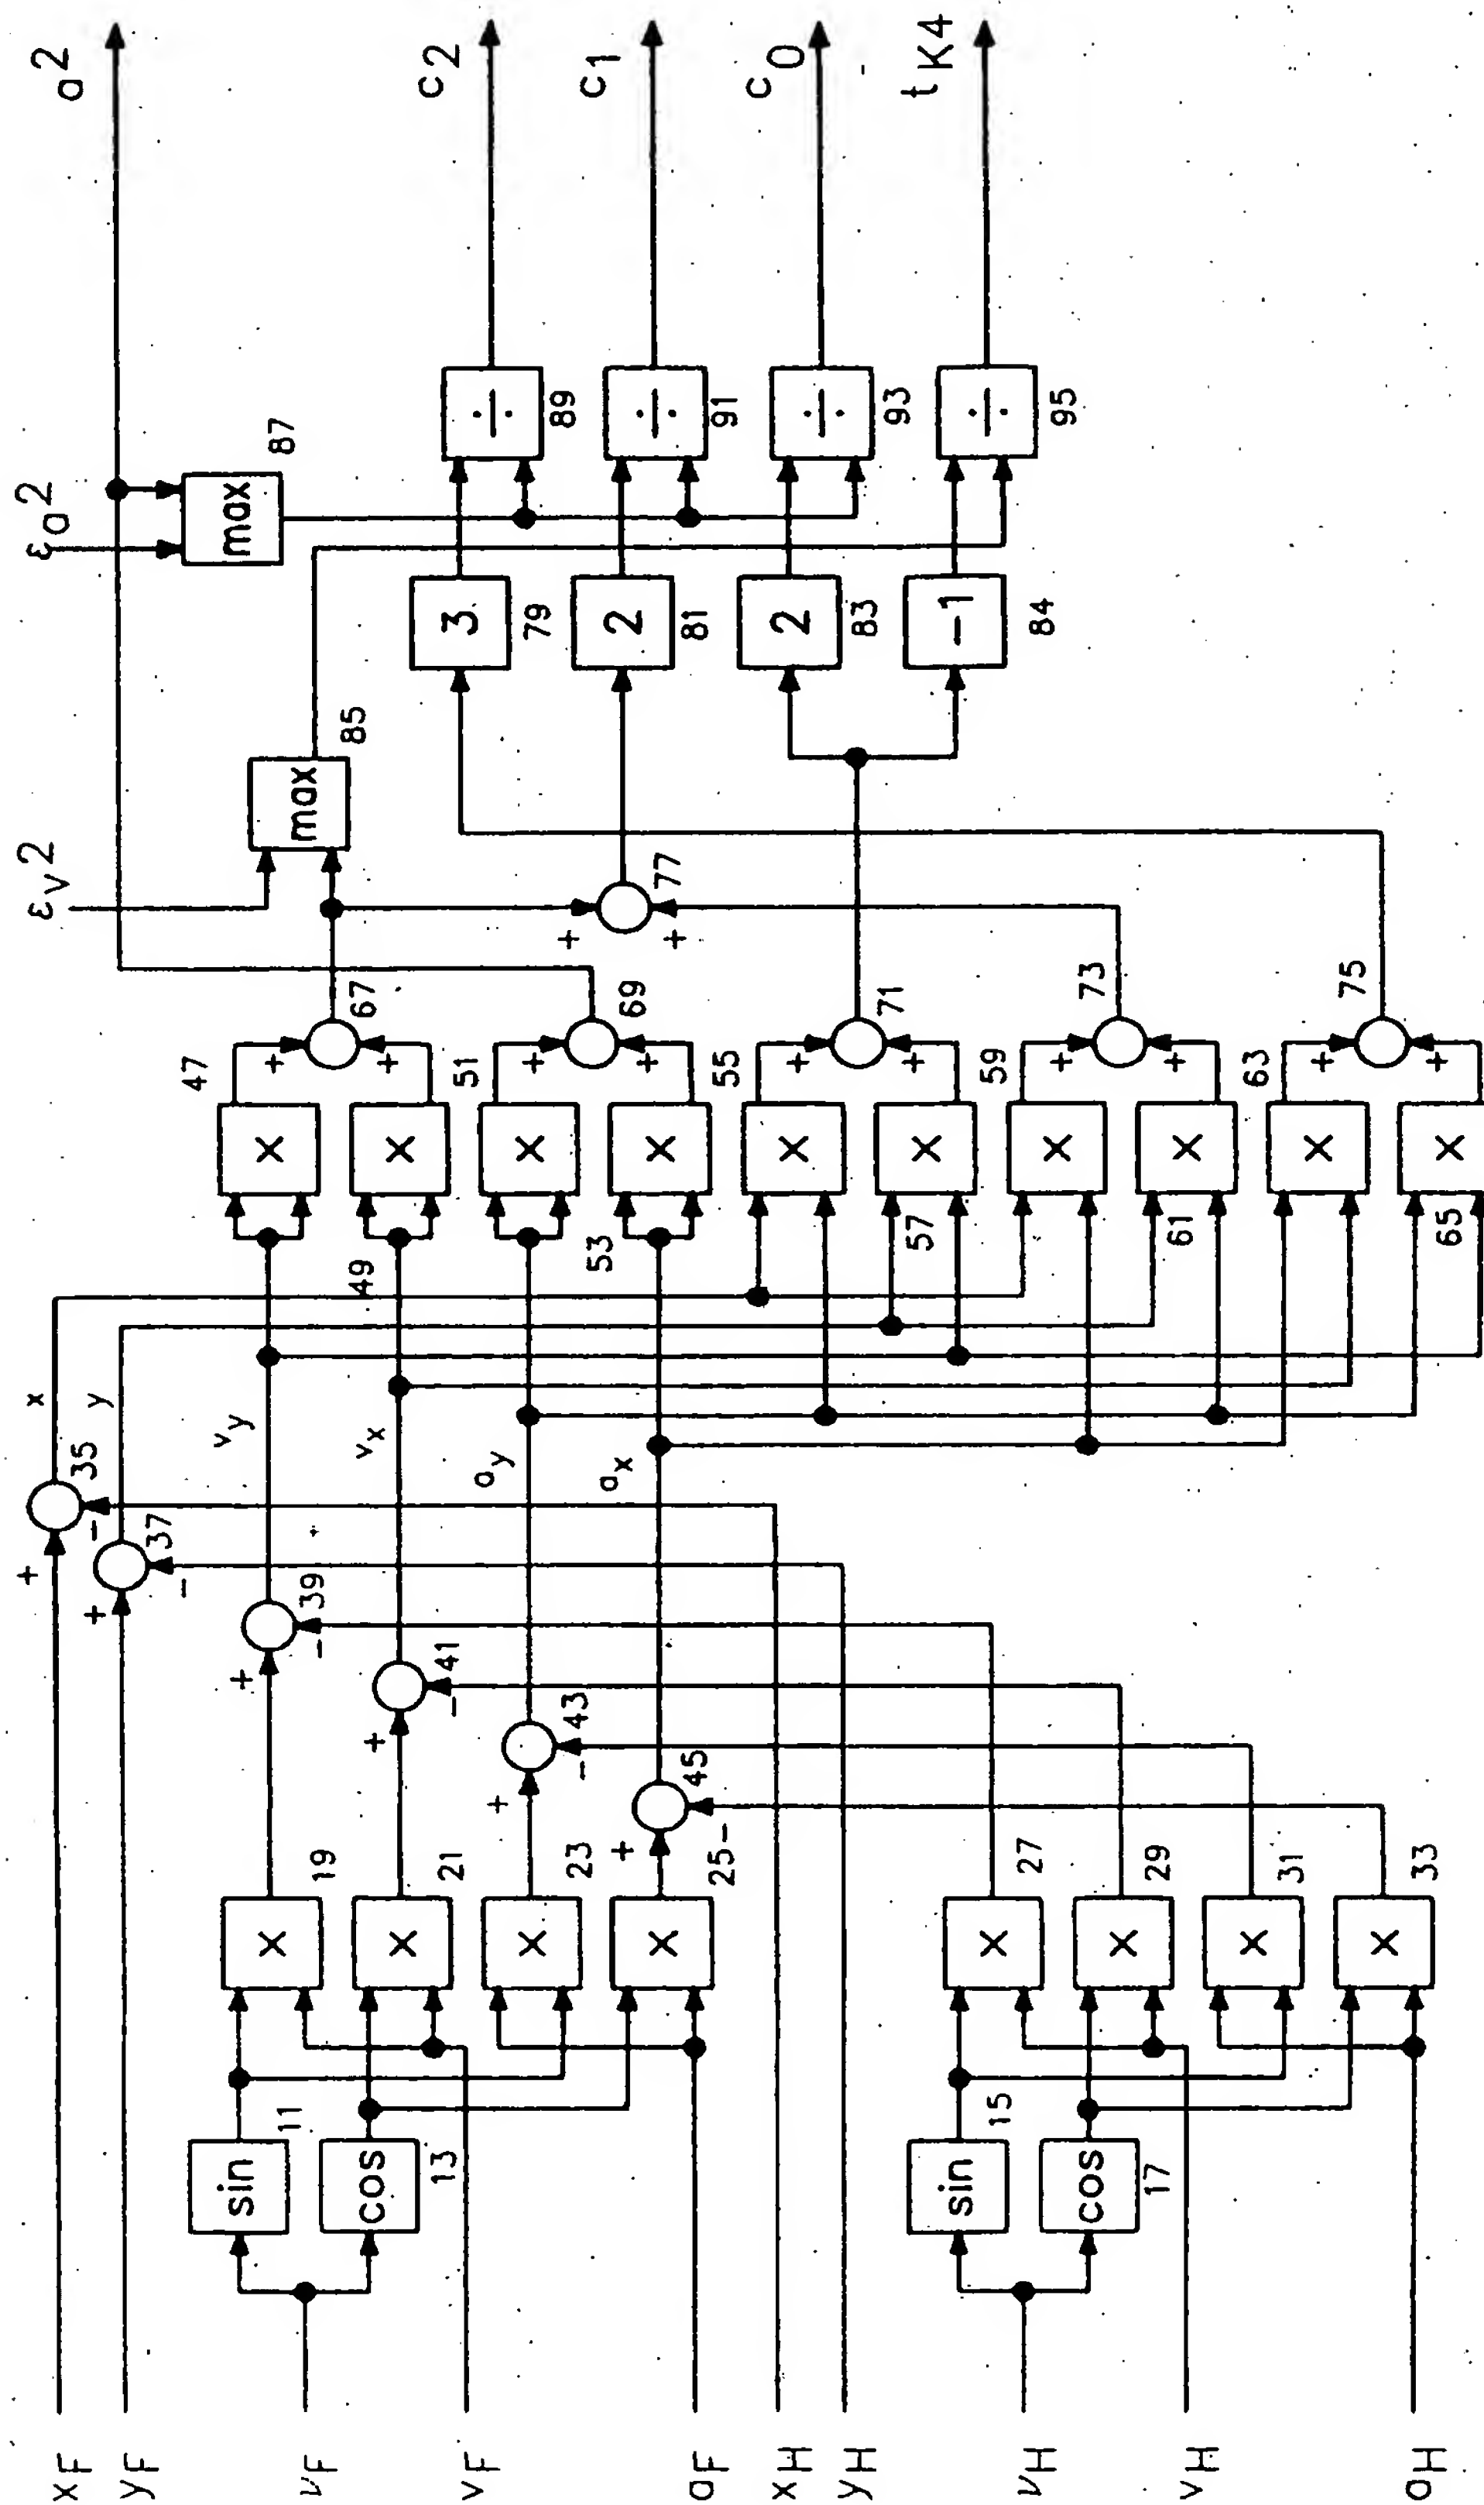 xF
yF
νF
vF
aF
xH
yH
νH
vH
aH
sin
11
cos
13
sin
15
cos
17
x
19
x
21
x
23
x
25
x
27
x
29
x
31
x
33
+
-
35
x
+
-
37
y
+
-
39
vy
+
-
41
vx
+
-
43
ay
+
-
45
ax
x
47
x
49
x
51
x
53
x
55
x
57
x
59
x
61
x
63
x
65
+
+
67
+
+
69
+
+
71
+
+
73
+
+
75
+
+
77
εv2
max
85
3
79
2
81
2
83
-1
84
εa2
max
87
÷
89
÷
91
÷
93
÷
95
a2
c2
c1
c0
tK4